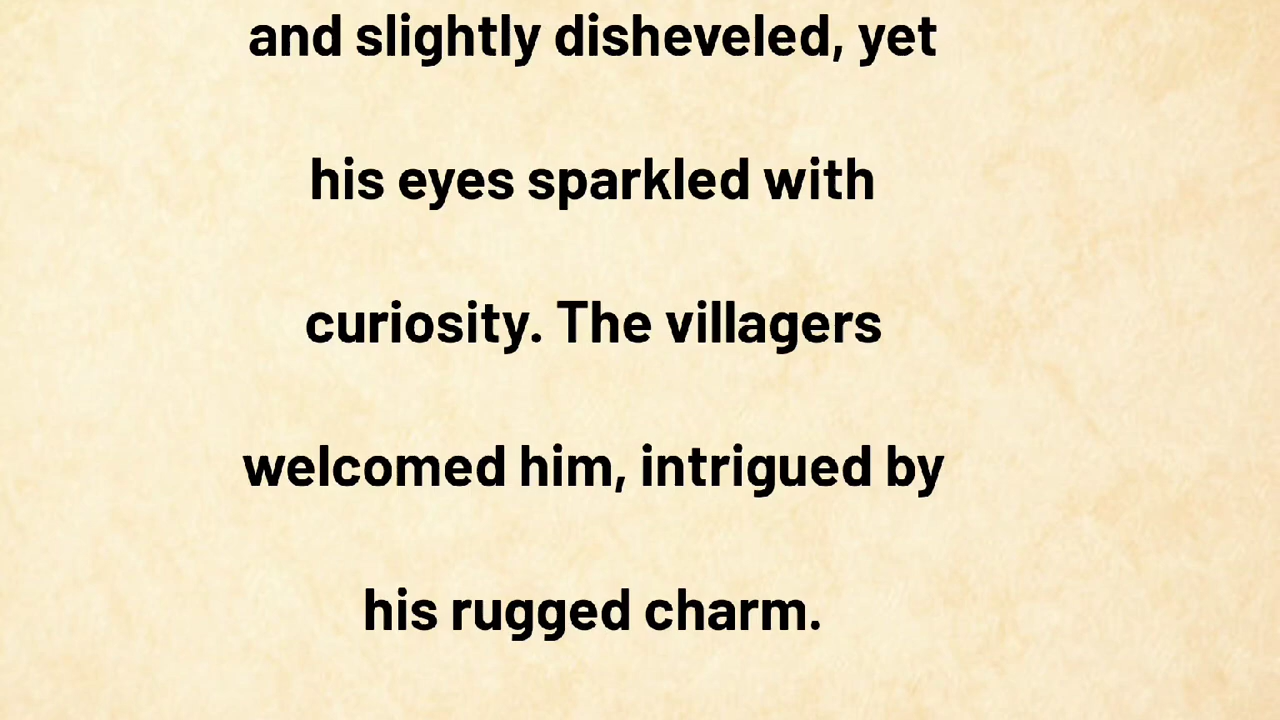 and slightly disheveled, yet
his eyes sparkled with
curiosity. The villagers
welcomed him, intrigued by
his rugged charm.